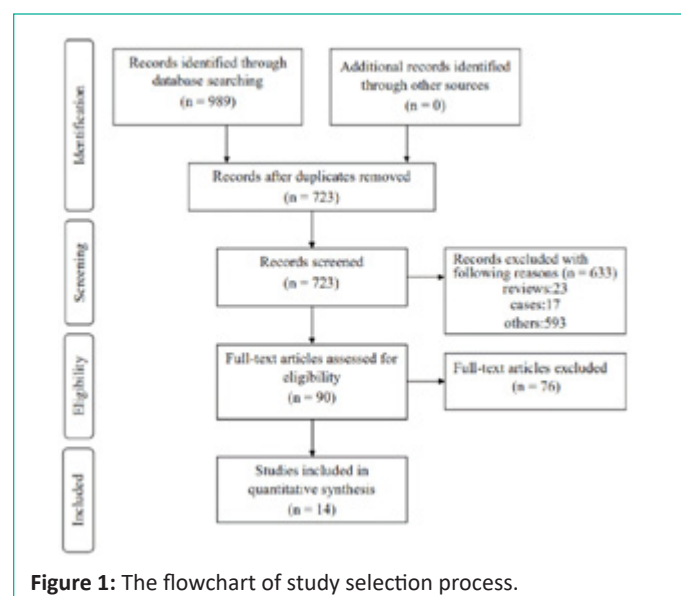 Identification
Records identified through
database searching
(n = 989)
Additional records identified
through other sources
(n = 0)
Records after duplicates removed
(n = 723)
Screening
Records screened
(n = 723)
Records excluded with
following reasons (n = 633)
reviews:23
cases:17
others:593
Eligibility
Full-text articles assessed for
eligibility
(n = 90)
Full-text articles excluded
(n = 76)
Included
Studies included in
quantitative synthesis
(n = 14)
Figure 1: The flowchart of study selection process.